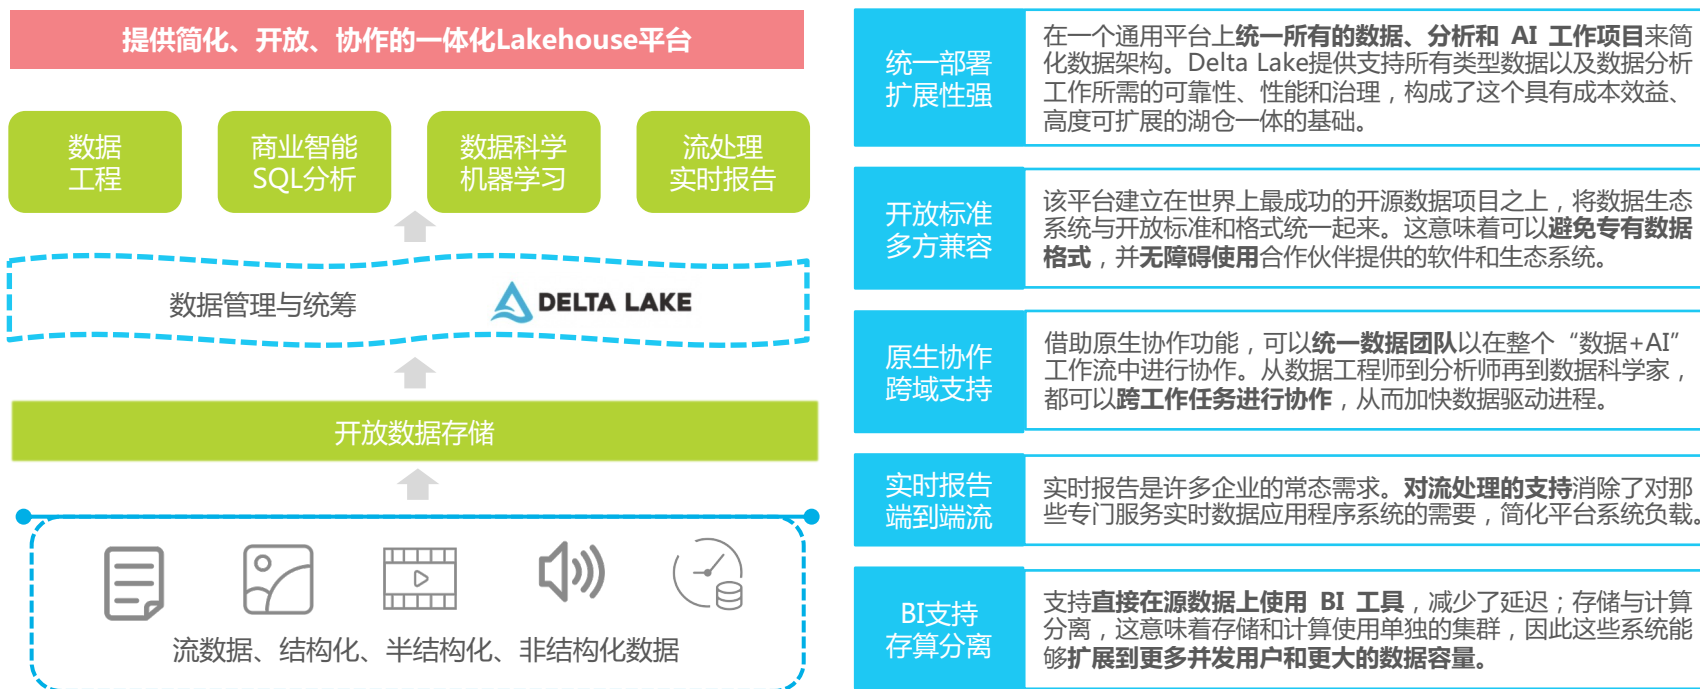 提供简化、开放、协作的一体化Lakehouse平台
数据
工程
商业智能
SQL分析
数据科学
机器学习
流处理
实时报告
数据管理与统筹
DELTA LAKE
开放数据存储
流数据、结构化、半结构化、非结构化数据
统一部署
扩展性强
在一个通用平台上统一所有的数据、分析和 AI 工作项目来简
化数据架构。Delta Lake提供支持所有类型数据以及数据分析
工作所需的可靠性、性能和治理，构成了这个具有成本效益、
高度可扩展的湖仓一体的基础。
开放标准
多方兼容
该平台建立在世界上最成功的开源数据项目之上，将数据生态
系统与开放标准和格式统一起来。这意味着可以避免专有数据
格式，并无障碍使用合作伙伴提供的软件和生态系统。
原生协作
跨域支持
借助原生协作功能，可以统一数据团队以在整个“数据+AI”
工作流中进行协作。从数据工程师到分析师再到数据科学家，
都可以跨工作任务进行协作，从而加快数据驱动进程。
实时报告
端到端流
实时报告是许多企业的常态需求。对流处理的支持消除了对那
些专门服务实时数据应用程序系统的需要，简化平台系统负载。
BI支持
存算分离
支持直接在源数据上使用 BI 工具，减少了延迟；存储与计算
分离，这意味着存储和计算使用单独的集群，因此这些系统能
够扩展到更多并发用户和更大的数据容量。